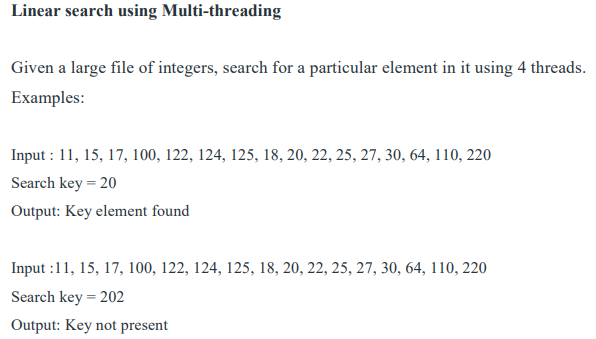 Linear search using Multi-threading
Given a large file of integers, search for a particular element in it using 4 threads.
Examples:
Input : 11, 15, 17, 100, 122, 124, 125, 18, 20, 22, 25, 27, 30, 64, 110, 220
Search key = 20
Output: Key element found
Input :11, 15, 17, 100, 122, 124, 125, 18, 20, 22, 25, 27, 30, 64, 110, 220
Search key = 202
Output: Key not present